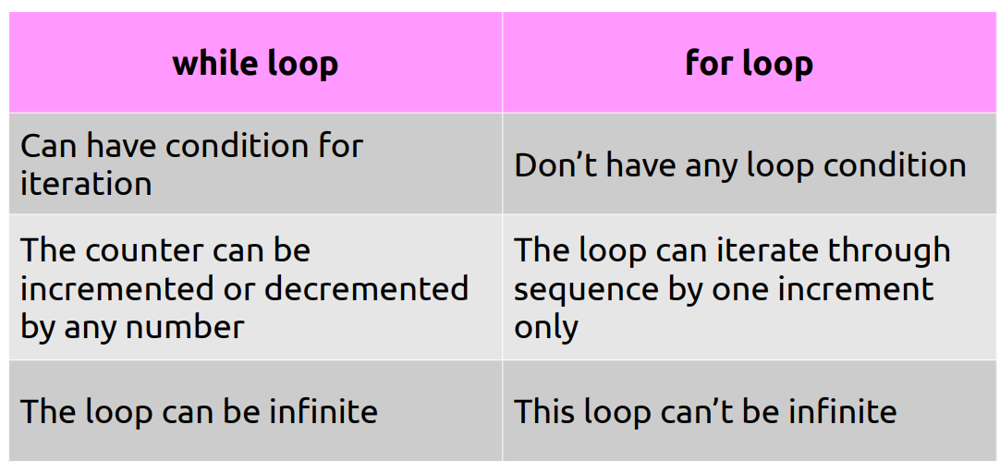 while loop
for loop
Can have condition for
iteration
Don’t have any loop condition
The counter can be
incremented or decremented
by any number
The loop can iterate through
sequence by one increment
only
The loop can be infinite
This loop can’t be infinite